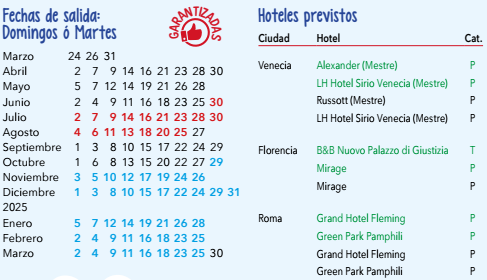 Fechas de salida:
Domingos ó Martes
GARANTIZADAS
Marzo 24 26 31
Abril 2 7 9 14 16 21 23 28 30
Mayo 5 7 12 14 19 21 26 28
Junio 2 4 9 11 16 18 23 25 30
Julio 2 7 9 14 16 21 23 28 30
Agosto 4 6 11 13 18 20 25 27
Septiembre 1 3 8 10 15 17 22 24 29
Octubre 1 6 8 13 15 20 22 27 29
Noviembre 3 5 10 12 17 19 24 26
Diciembre 1 3 8 10 15 17 22 24 29 31
2025
Enero 5 7 12 14 19 21 26 28
Febrero 2 4 9 11 16 18 23 25
Marzo 2 4 9 11 16 18 23 25 30
Hoteles previstos
Ciudad Hotel Cat.
Venecia Alexander (Mestre) P
LH Hotel Sirio Venecia (Mestre) P
Russott (Mestre) P
LH Hotel Sirio Venecia (Mestre) P
Florencia B&B Nuovo Palazzo di Giustizia T
Mirage P
Mirage P
Roma Grand Hotel Fleming P
Green Park Pamphili P
Grand Hotel Fleming P
Green Park Pamphili P